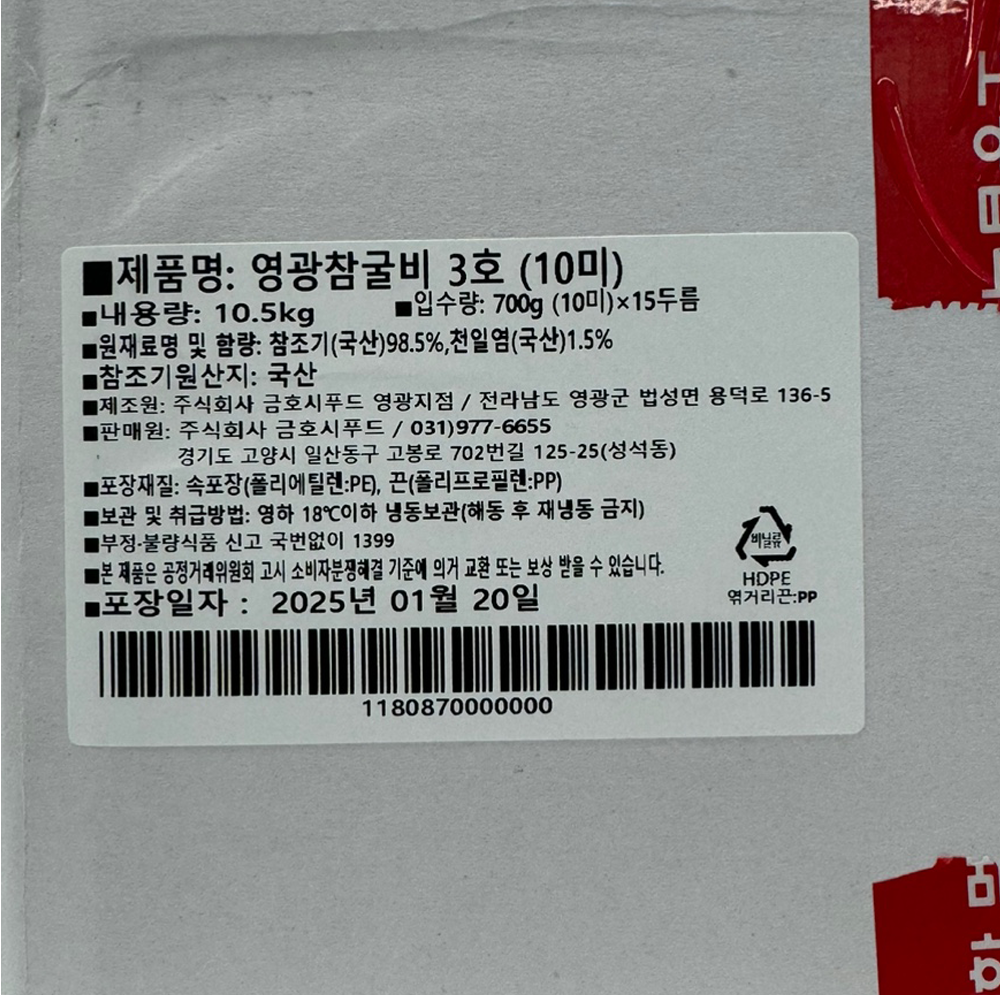 ■제품명: 영광참굴비 3호 (10미)
■내용량: 10.5kg ■입수량: 700g (10미)×15두름
■원재료명 및 함량: 참조기(국산)98.5%,천일염(국산)1.5%
■참조기원산지: 국산
■제조원: 주식회사 금호시푸드 영광지점 / 전라남도 영광군 법성면 용덕로 136-5
■판매원: 주식회사 금호시푸드 / 031)977-6655
경기도 고양시 일산동구 고봉로 702번길 125-25(성석동)
■포장재질: 속포장(폴리에틸렌:PE), 끈(폴리프로필렌:PP)
■보관 및 취급방법: 영하 18℃이하 냉동보관(해동 후 재냉동 금지)
■부정·불량식품 신고 국번없이 1399
■본 제품은 공정거래위원회 고시 소비자분쟁해결 기준에 의거 교환 또는 보상 받을 수 있습니다.
비닐류
HDPE
엮거리끈:PP
■포장일자 : 2025년 01월 20일
1180870000000